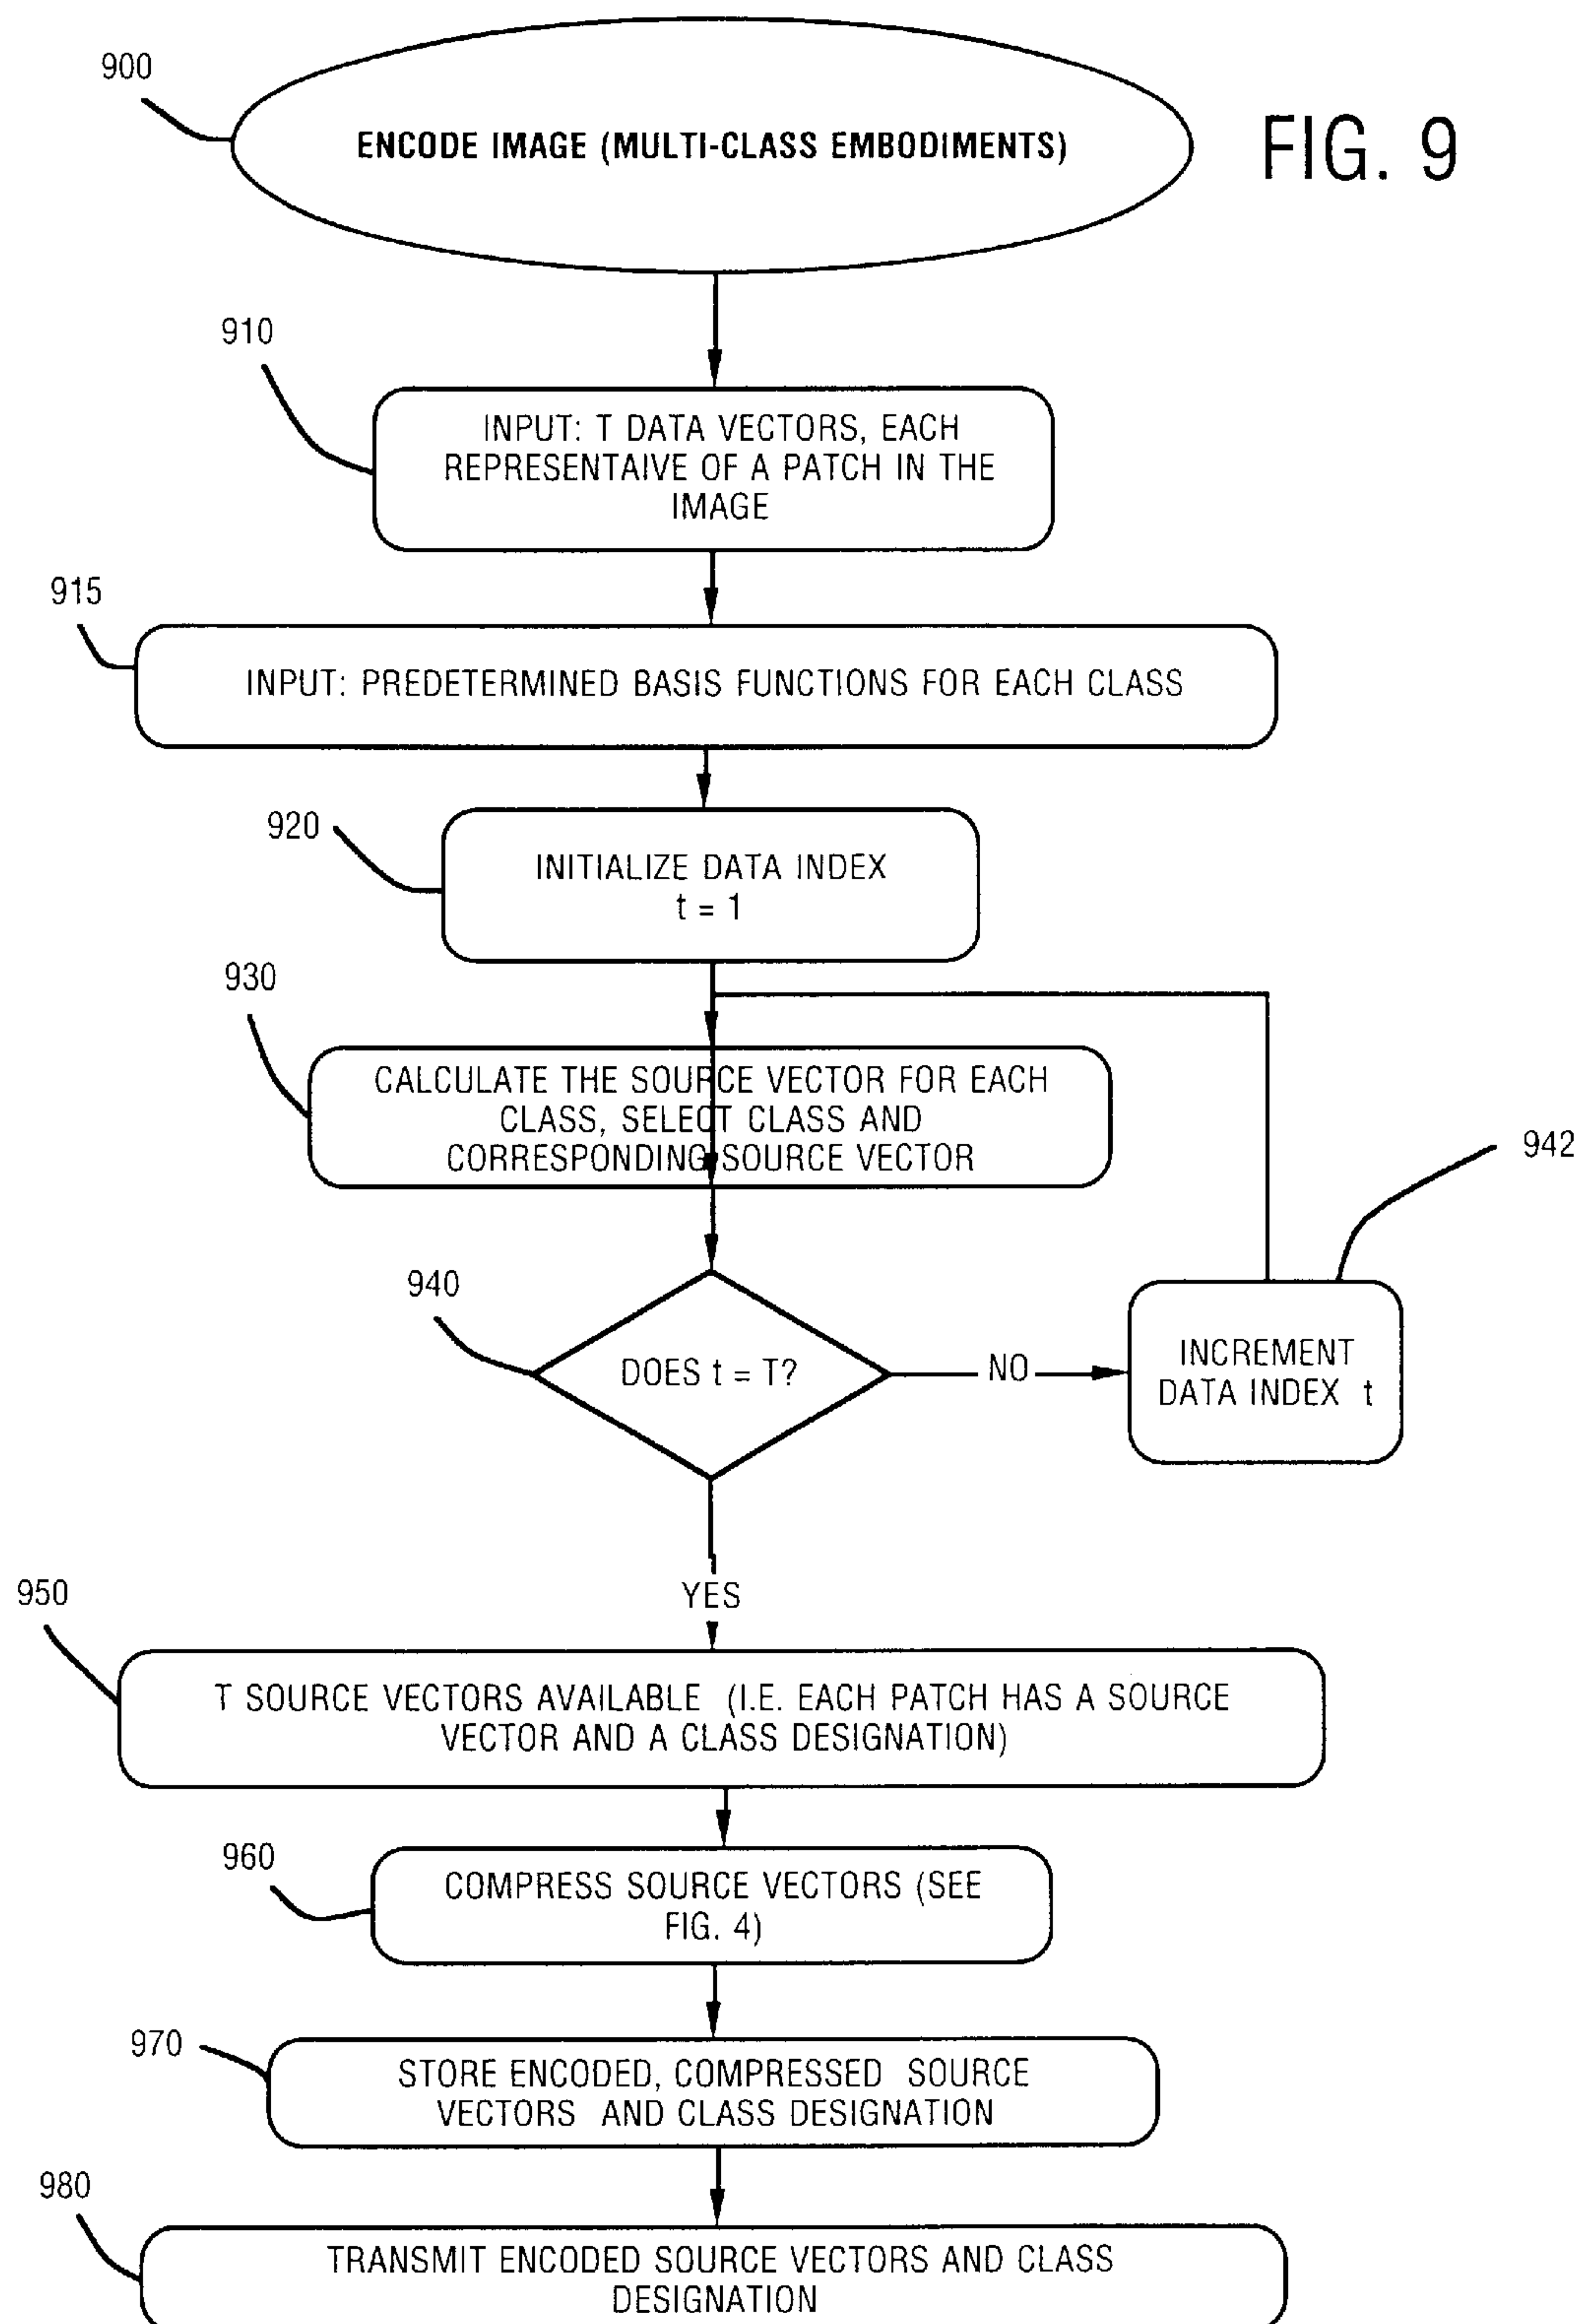 900
ENCODE IMAGE (MULTI-CLASS EMBODIMENTS)
FIG. 9
910
INPUT: T DATA VECTORS, EACH
REPRESENTAIVE OF A PATCH IN THE
IMAGE
915
INPUT: PREDETERMINED BASIS FUNCTIONS FOR EACH CLASS
920
INITIALIZE DATA INDEX
t = 1
930
CALCULATE THE SOURCE VECTOR FOR EACH
CLASS, SELECT CLASS AND
CORRESPONDING SOURCE VECTOR
942
940
DOES t = T?
NO
INCREMENT
DATA INDEX t
YES
950
T SOURCE VECTORS AVAILABLE (I.E. EACH PATCH HAS A SOURCE
VECTOR AND A CLASS DESIGNATION)
960
COMPRESS SOURCE VECTORS (SEE
FIG. 4)
970
STORE ENCODED, COMPRESSED SOURCE
VECTORS AND CLASS DESIGNATION
980
TRANSMIT ENCODED SOURCE VECTORS AND CLASS
DESIGNATION